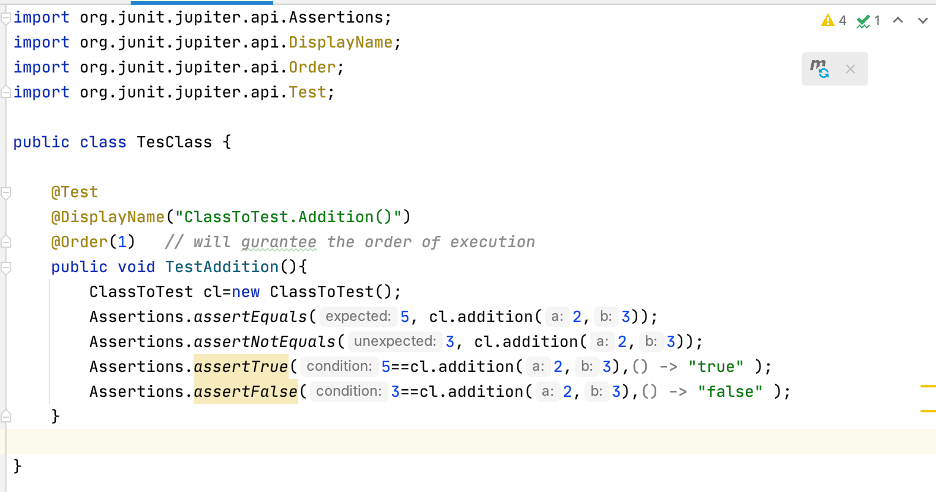 import org.junit.jupiter.api.Assertions;
4 1
import org.junit.jupiter.api.DisplayName;
import org.junit.jupiter.api.Order;
m
import org.junit.jupiter.api.Test;
public class TesClass {
@Test
@DisplayName("ClassToTest.Addition()")
@Order(1) // will gurantee the order of execution
public void TestAddition(){
ClassToTest cl=new ClassToTest();
Assertions.assertEquals( expected: 5, cl.addition( a: 2, b: 3));
Assertions.assertNotEquals( unexpected: 3, cl.addition( a: 2, b: 3));
Assertions.assertTrue( condition: 5==cl.addition( a: 2, b: 3),() -> "true" );
Assertions.assertFalse( condition: 3==cl.addition( a: 2, b: 3),() -> "false" );
}
}